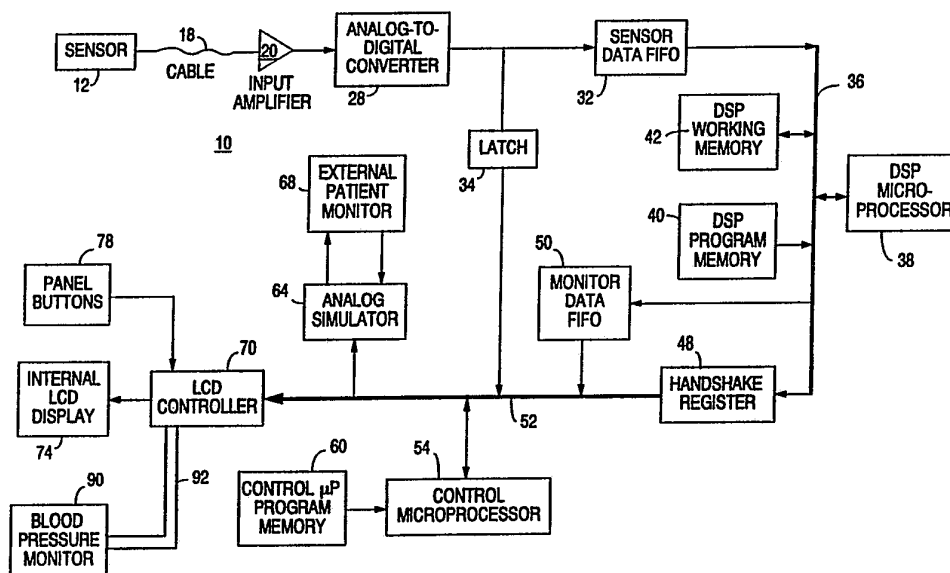 SENSOR
12
18
CABLE
20
INPUT
AMPLIFIER
ANALOG-TO-
DIGITAL
CONVERTER
28
SENSOR
DATA FIFO
32
36
10
LATCH
34
42
DSP
WORKING
MEMORY
DSP
MICRO-
PROCESSOR
38
68
EXTERNAL
PATIENT
MONITOR
40
DSP
PROGRAM
MEMORY
78
PANEL
BUTTONS
64
ANALOG
SIMULATOR
50
MONITOR
DATA
FIFO
70
LCD
CONTROLLER
48
HANDSHAKE
REGISTER
INTERNAL
LCD
DISPLAY
74
52
90
BLOOD
PRESSURE
MONITOR
92
60
CONTROL µP
PROGRAM
MEMORY
54
CONTROL
MICROPROCESSOR